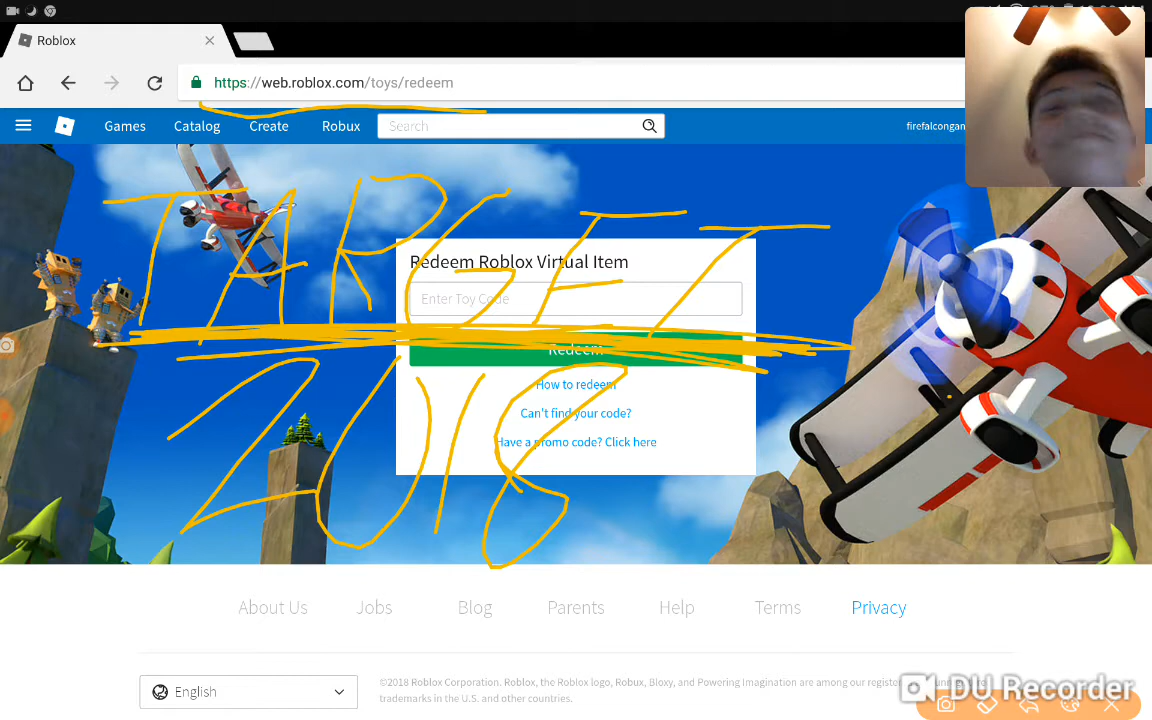 Roblox
https://web.roblox.com/toys/redeem
Games Catalog Create Robux Search
TARGET
Redeem Roblox Virtual Item
Enter Toy Code
Redeem
2018
How to redeem
Can't find your code?
Have a promo code? Click here
About Us Jobs Blog Parents Help Terms Privacy
English
©2018 Roblox Corporation. Roblox, the Roblox logo, Robux, Bloxy, and Powering Imagination are among our
trademarks in the U.S. and other countries.
DU Recorder